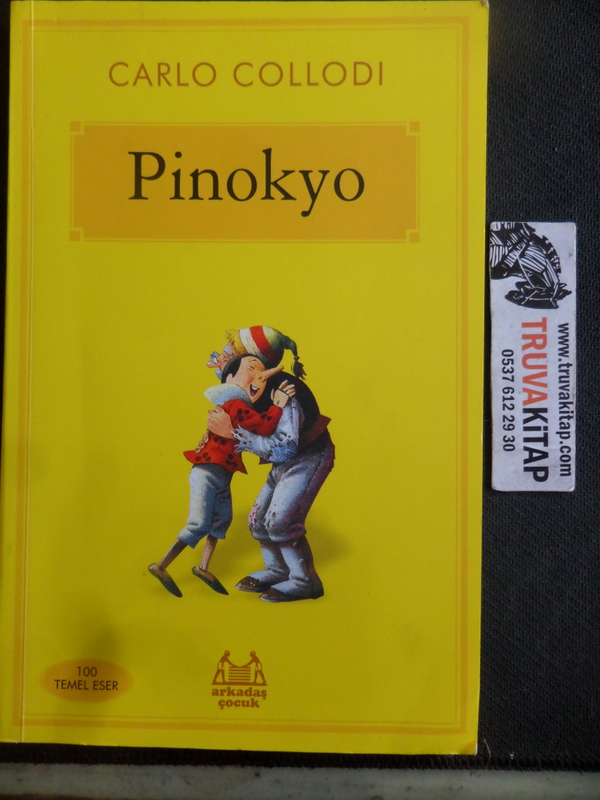 CARLO COLLODI
Pinokyo
100
TEMEL ESER
arkadaş
çocuk
www.truvakitap.com
TRUVAKiTAP
0537 612 29 30